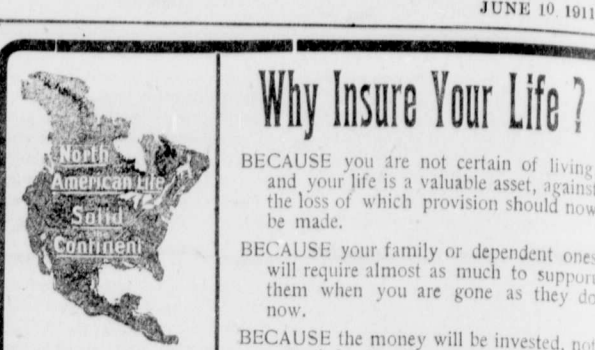 JUNE 10 1911
North
American Life
Solid
as the
Continent
Why Insure Your Life ?
BECAUSE you are not certain of living
and your life is a valuable asset, against
the loss of which provision should now
be made.
BECAUSE your family or dependent ones
will require almost as much to support
them when you are gone as they do
now.
BECAUSE the money will be invested, not